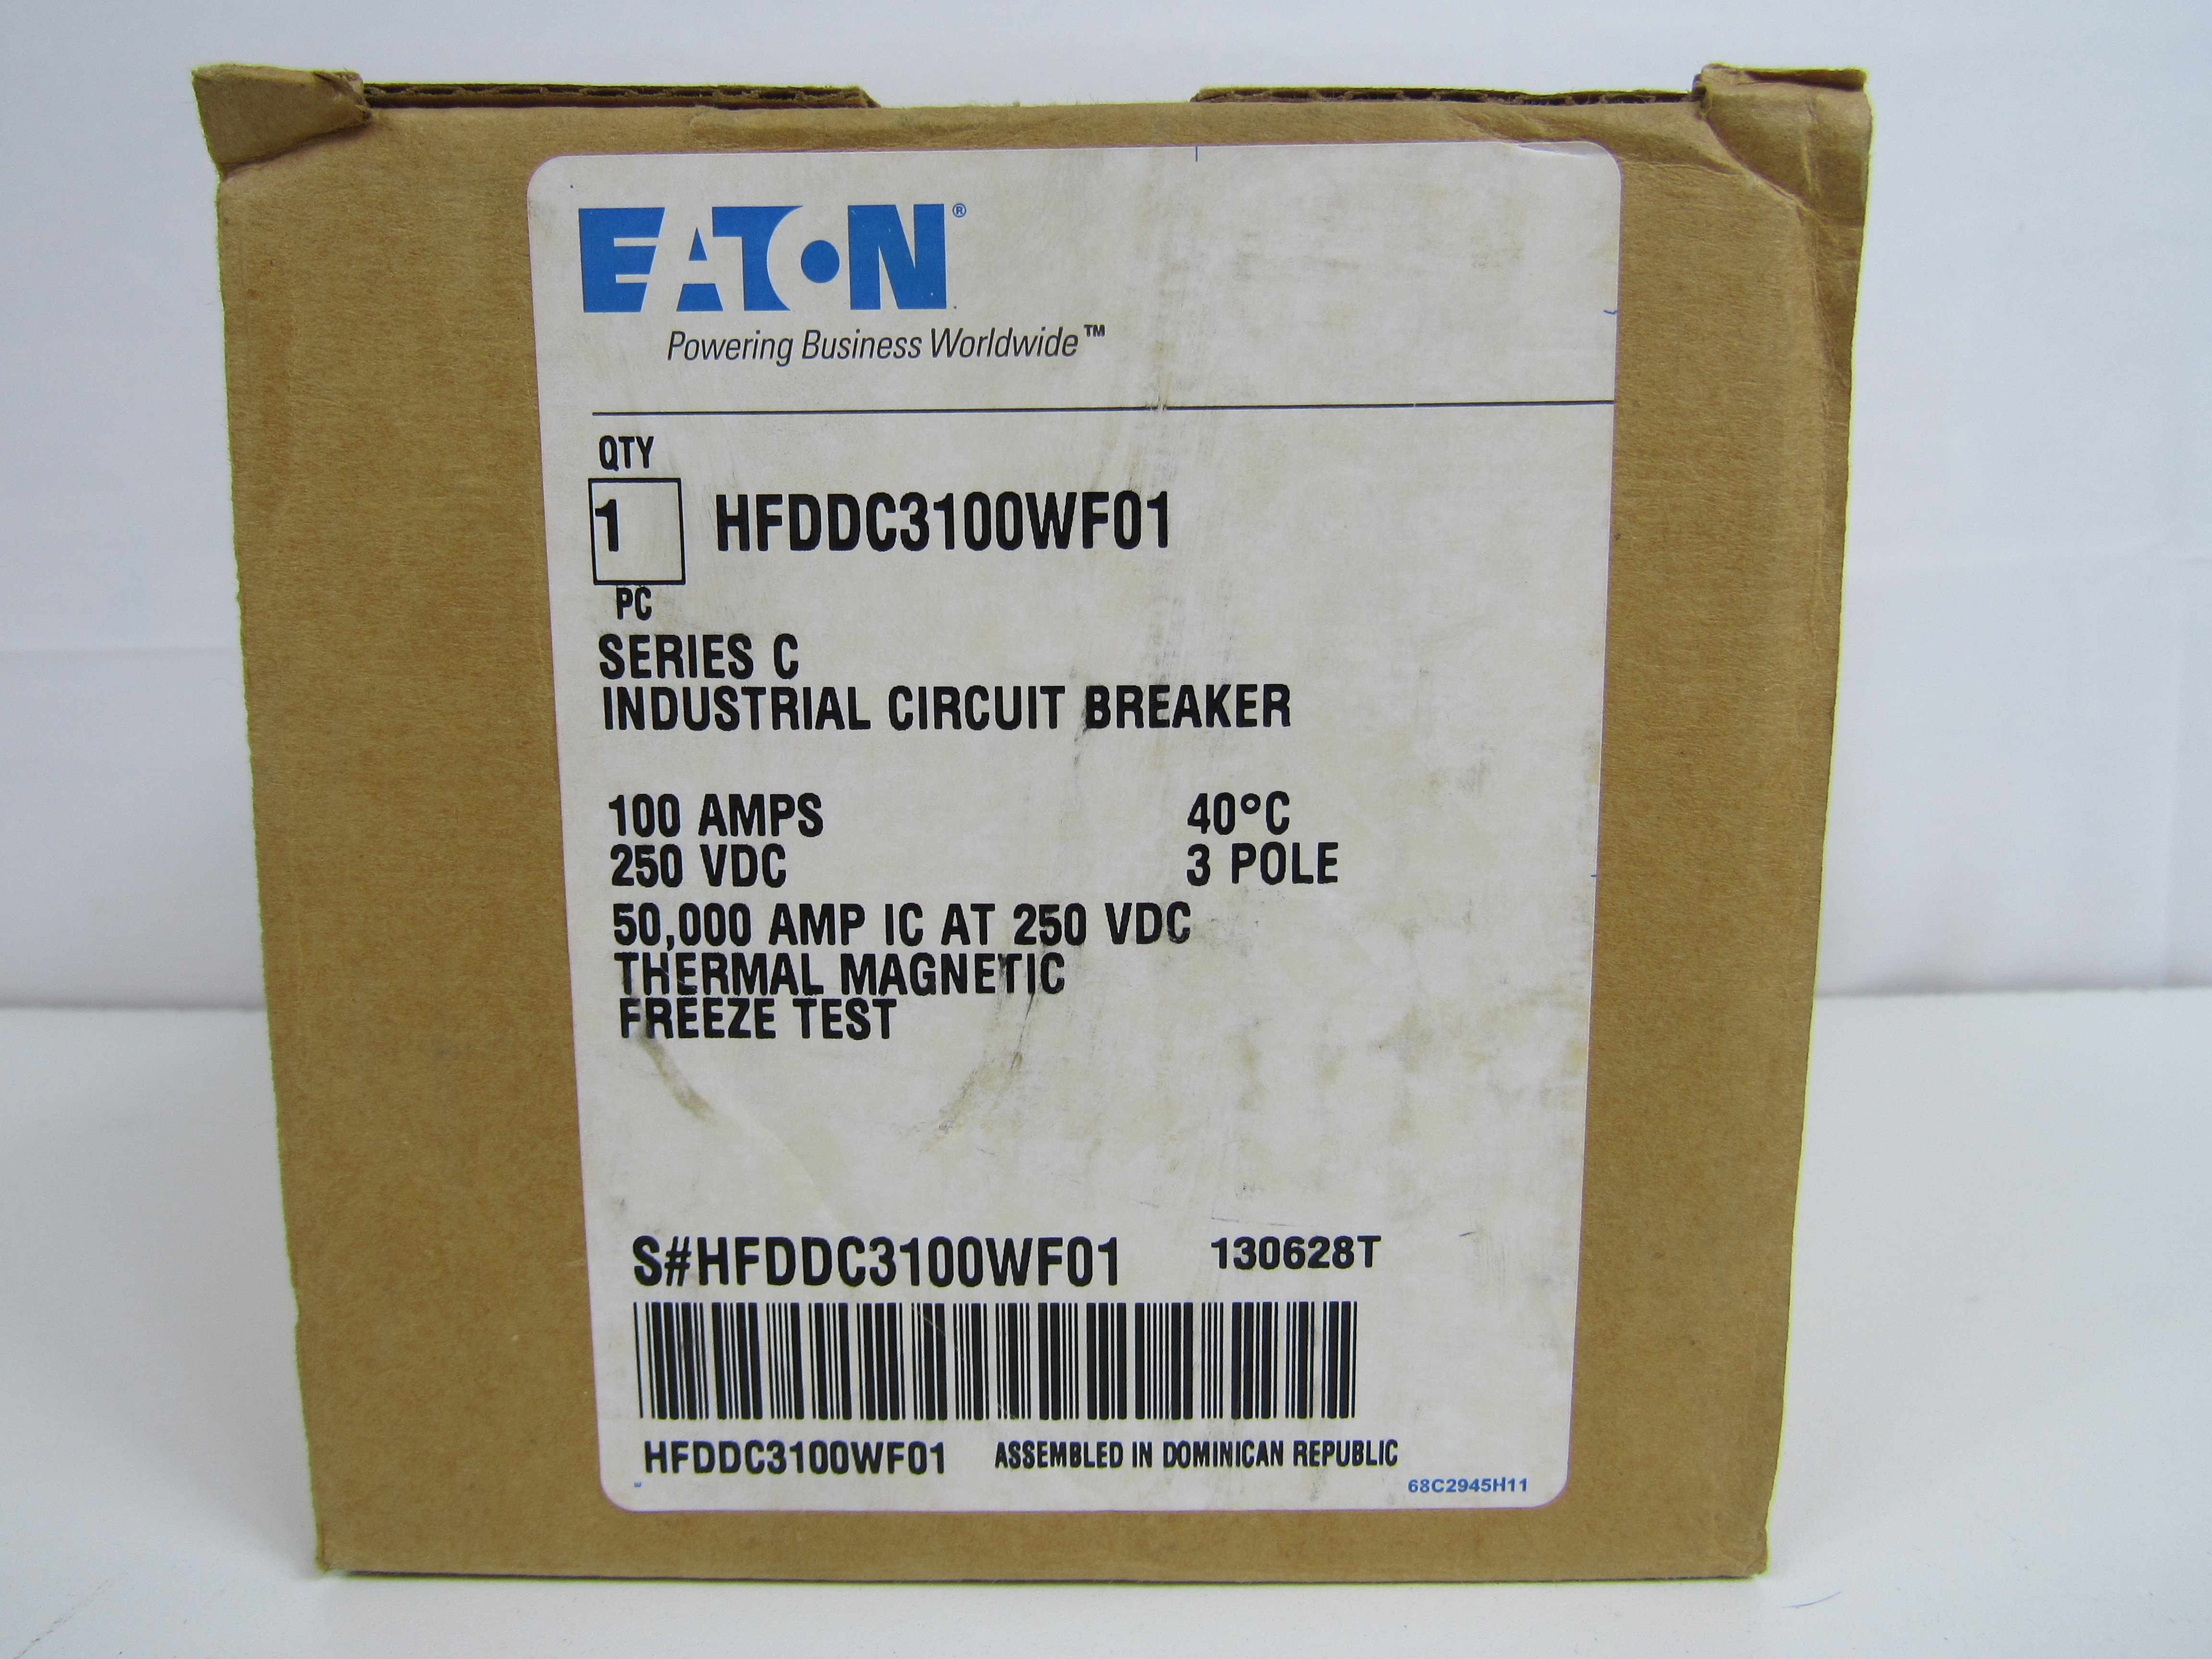 EATON®
Powering Business Worldwide™
QTY
1 HFDDC3100WF01
PC
SERIES C
INDUSTRIAL CIRCUIT BREAKER
100 AMPS 40°C
250 VDC 3 POLE
50,000 AMP IC AT 250 VDC
THERMAL MAGNETIC
FREEZE TEST
S#HFDDC3100WF01 130628T
HFDDC3100WF01 ASSEMBLED IN DOMINICAN REPUBLIC
68C2945H11